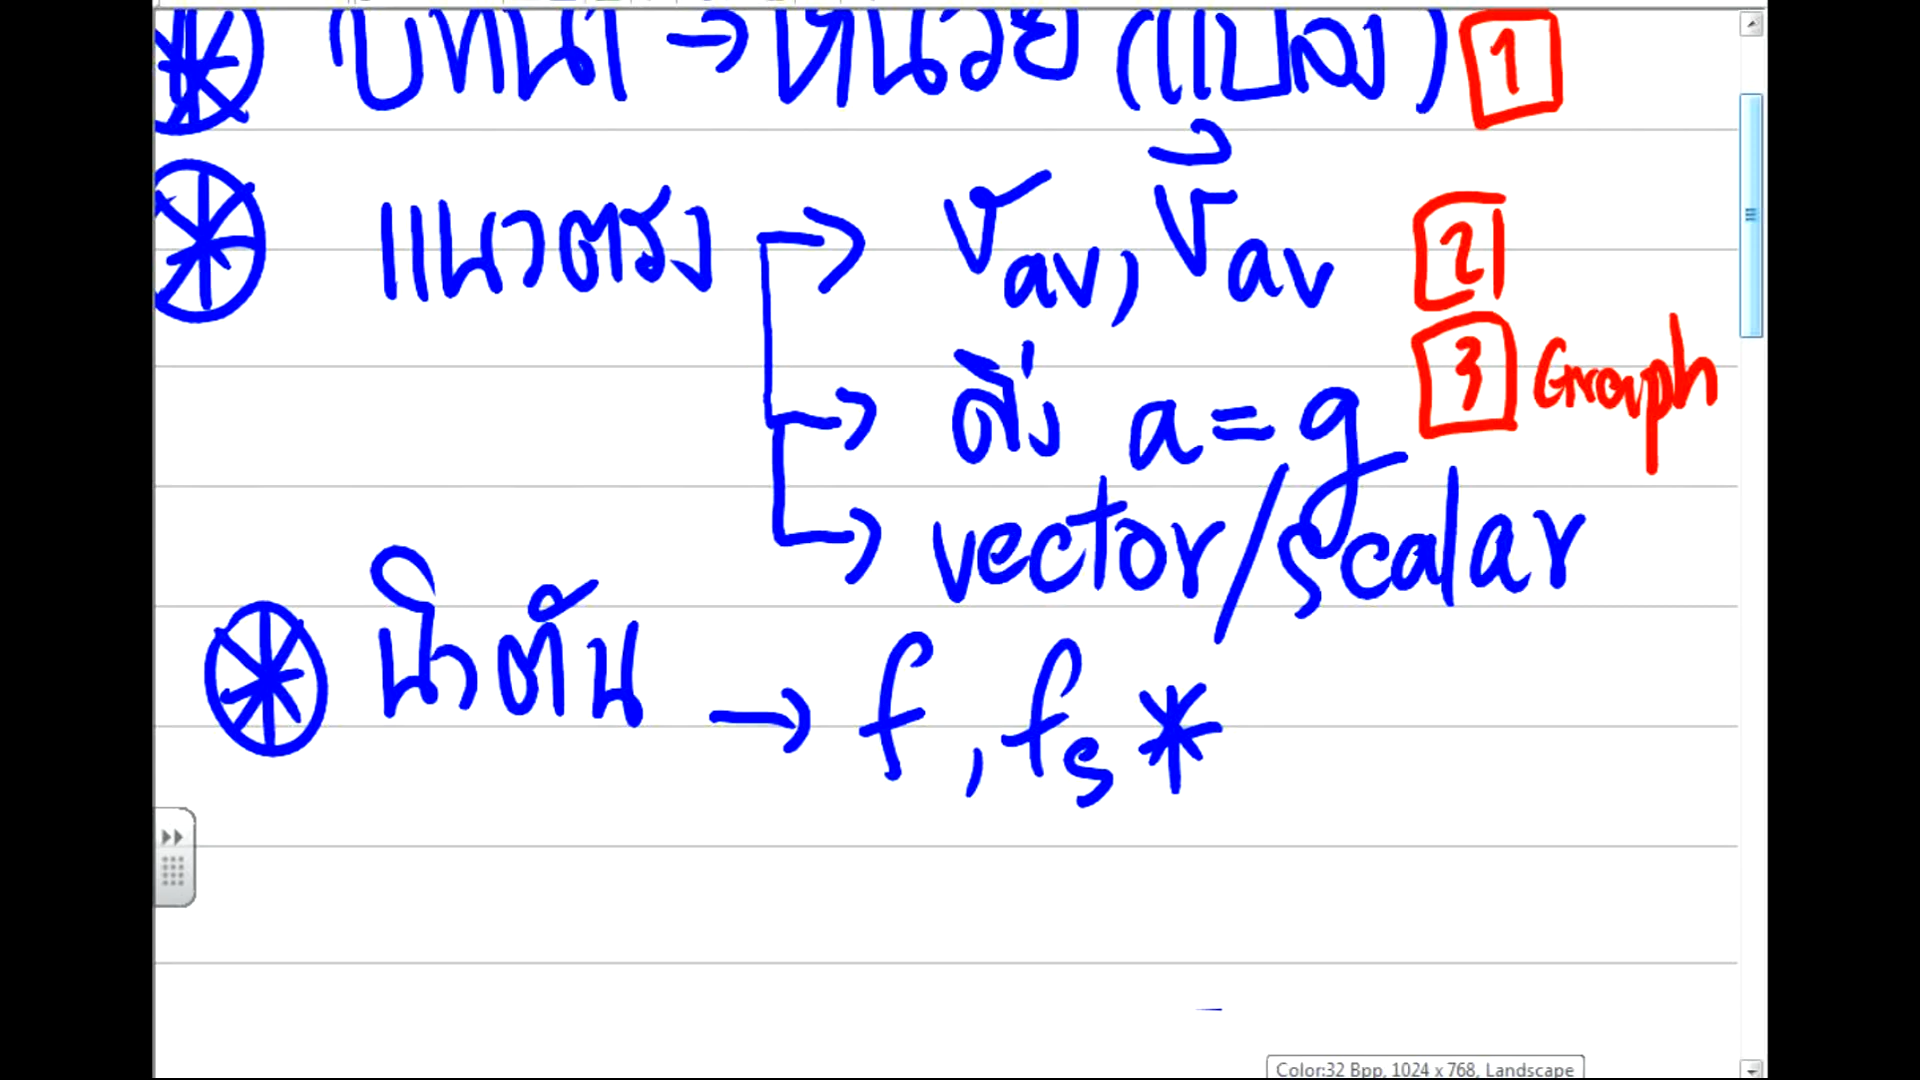 บทนำ → หน่วย (แปลง) 1
แนวตรง → vav, v⃗av 2
3 Graph
→ ดิ่ง a = g
→ vector/scalar
นิวตัน → f, fs *
Color:32 Bpp, 1024 x 768, Landscape